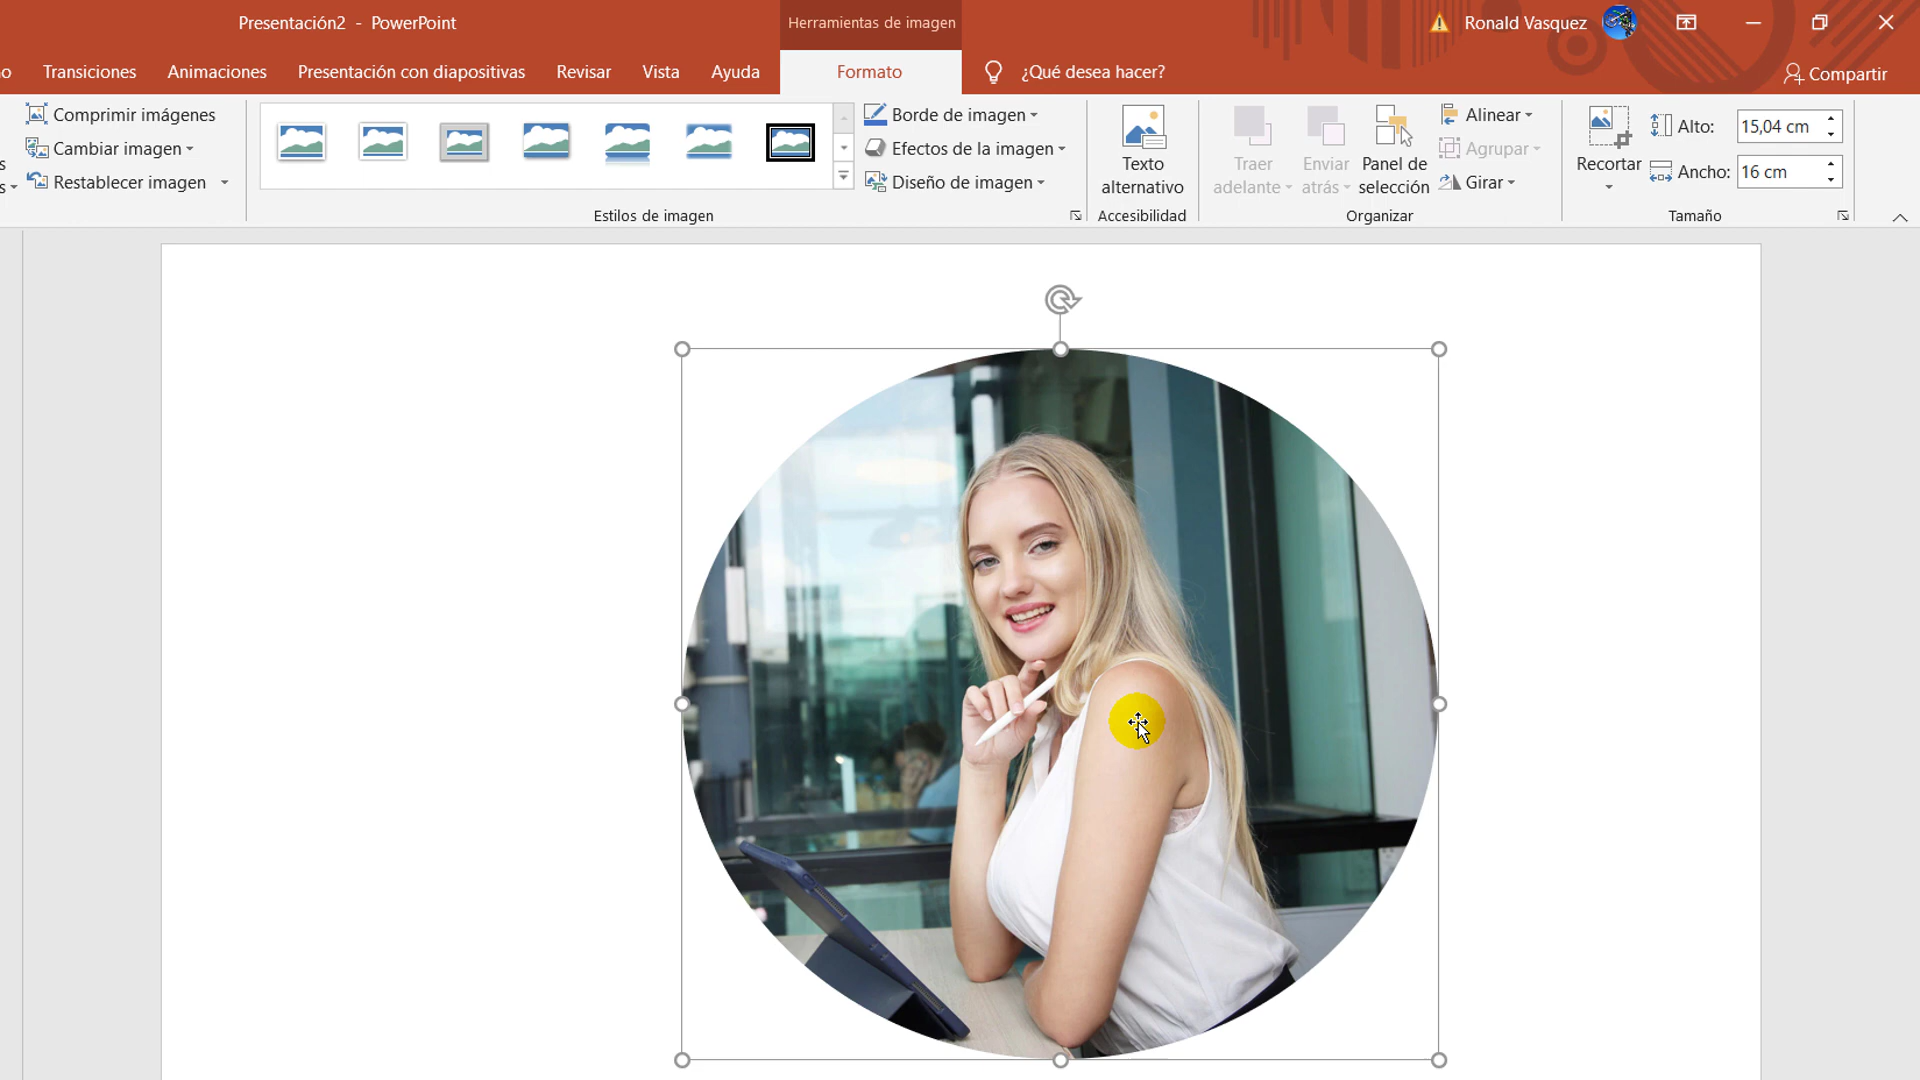 Presentación2 - PowerPoint
Herramientas de imagen
Ronald Vasquez
o Transiciones Animaciones Presentación con diapositivas Revisar Vista Ayuda Formato ¿Qué desea hacer? Compartir
Comprimir imágenes
Cambiar imagen
Restablecer imagen
s
s
Estilos de imagen
Borde de imagen
Efectos de la imagen
Diseño de imagen
Texto
alternativo
Accesibilidad
Traer
adelante
Enviar
atrás
Panel de
selección
Alinear
Agrupar
Girar
Organizar
Recortar
Alto: 15,04 cm
Ancho: 16 cm
Tamaño